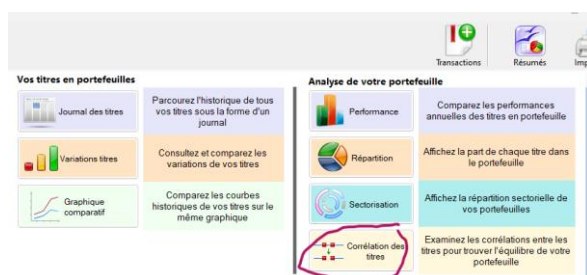 Transactions
Résumés
Vos titres en portefeuilles
Journal des titres
Parcourez l'historique de tous
vos titres sous la forme d'un
journal
Variations titres
Consultez et comparez les
variations de vos titres
Graphique
comparatif
Comparez les courbes
historiques de vos titres sur le
même graphique
Analyse de votre portefeuille
Performance
Comparez les performances
annuelles des titres en portefeuille
Répartition
Affichez la part de chaque titre dans
le portefeuille
Sectorisation
Affichez la répartition sectorielle de
vos portefeuilles
Corrélation des
titres
Examinez les corrélations entre les
titres pour trouver l'équilibre de votre
portefeuille